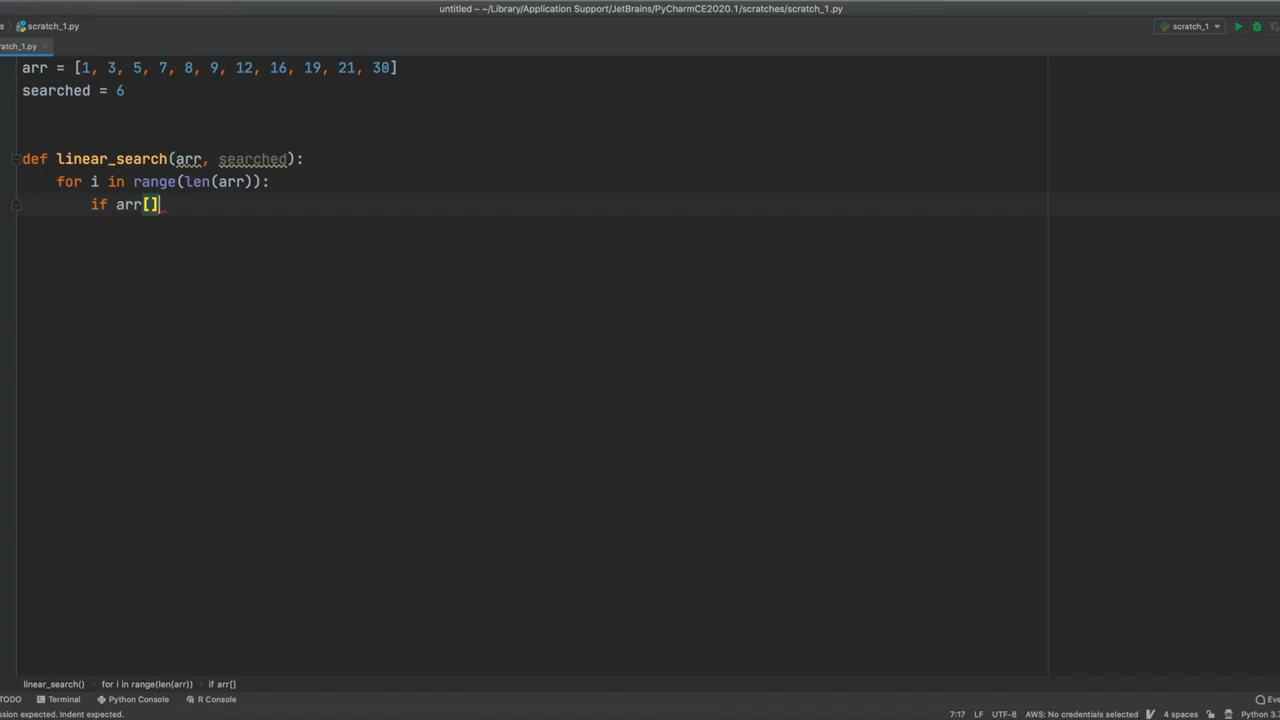 untitled – ~/Library/Application Support/JetBrains/PyCharmCE2020.1/scratches/scratch_1.py
s › scratch_1.py
scratch_1
ratch_1.py
arr = [1, 3, 5, 7, 8, 9, 12, 16, 19, 21, 30]
searched = 6
def linear_search(arr, searched):
for i in range(len(arr)):
if arr[]
linear_search() › for i in range(len(arr)) › if arr[]
TODO Terminal Python Console R Console Eve
ssion expected. Indent expected. 7:17 LF UTF-8 AWS: No credentials selected 4 spaces Python 3.